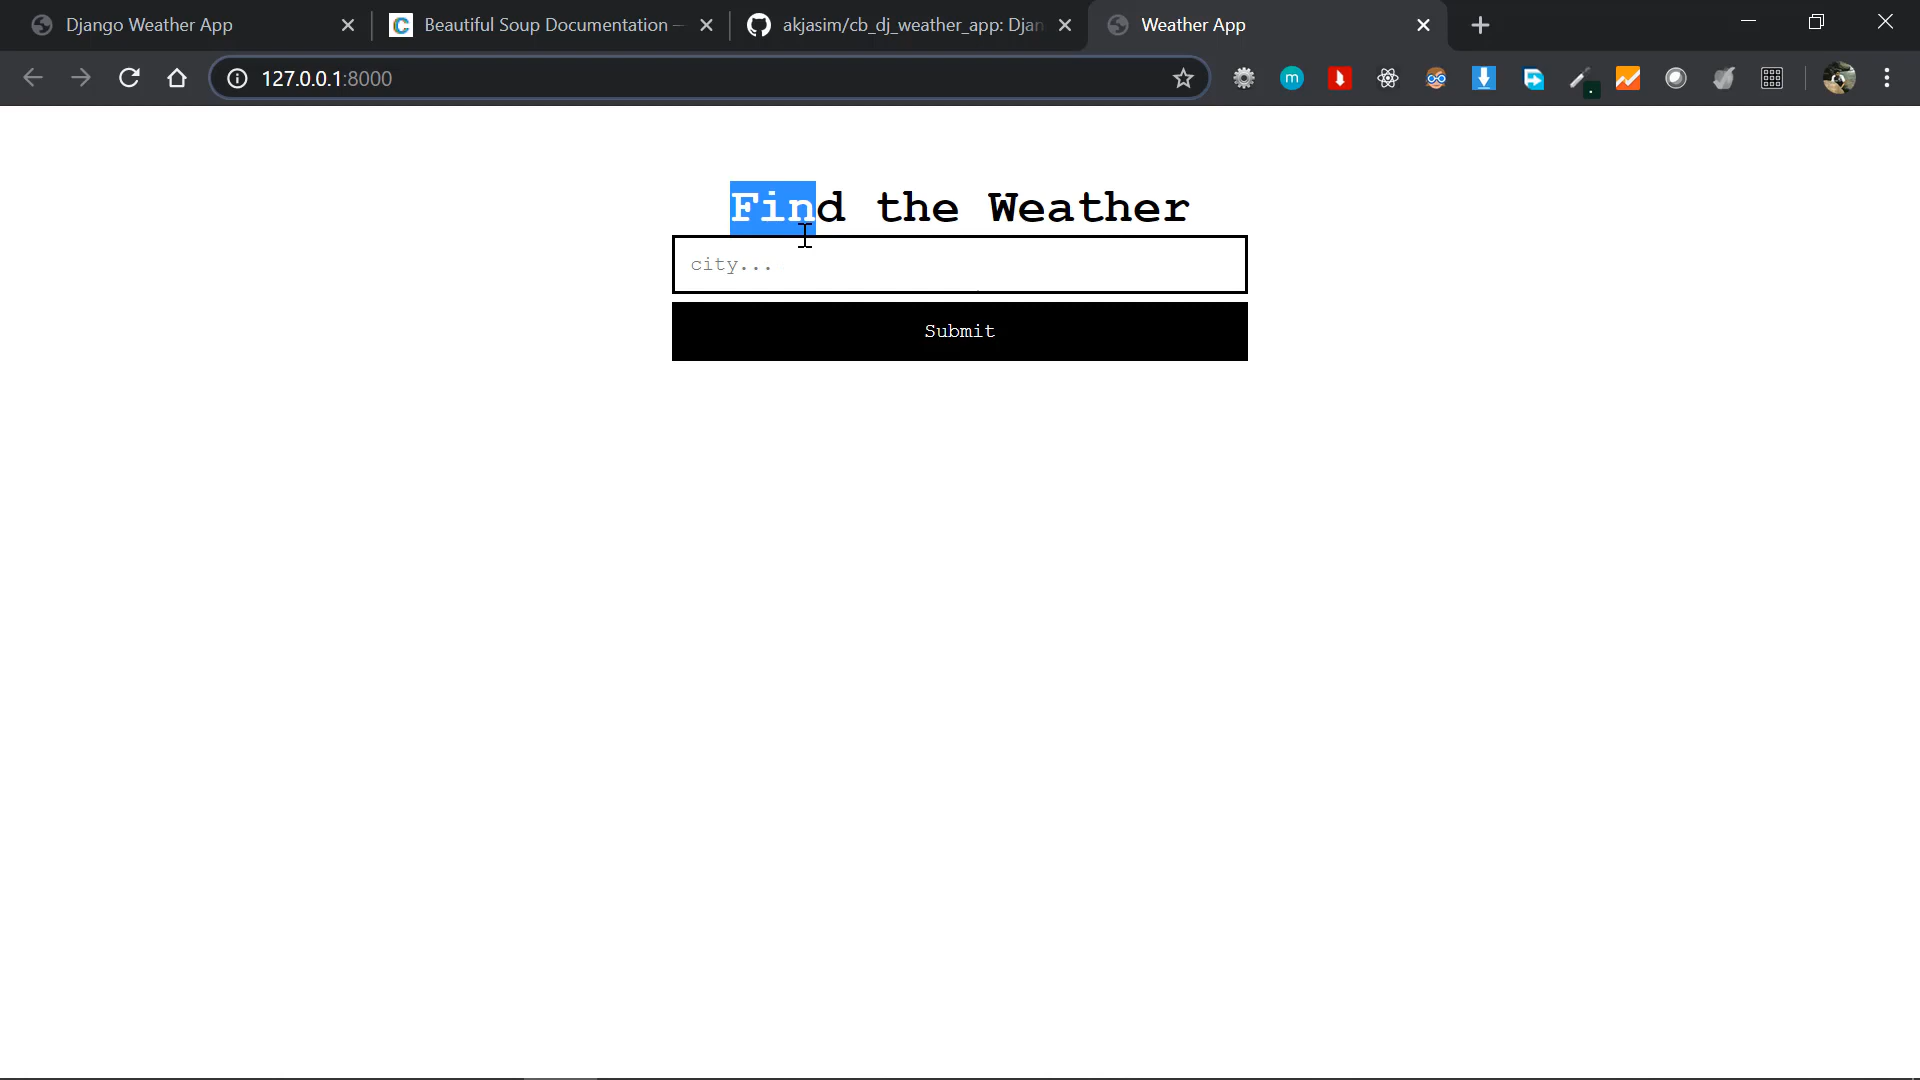 Django Weather App
Beautiful Soup Documentation –
akjasim/cb_dj_weather_app: Djan
Weather App
127.0.0.1:8000
m
Find the Weather
city...
Submit